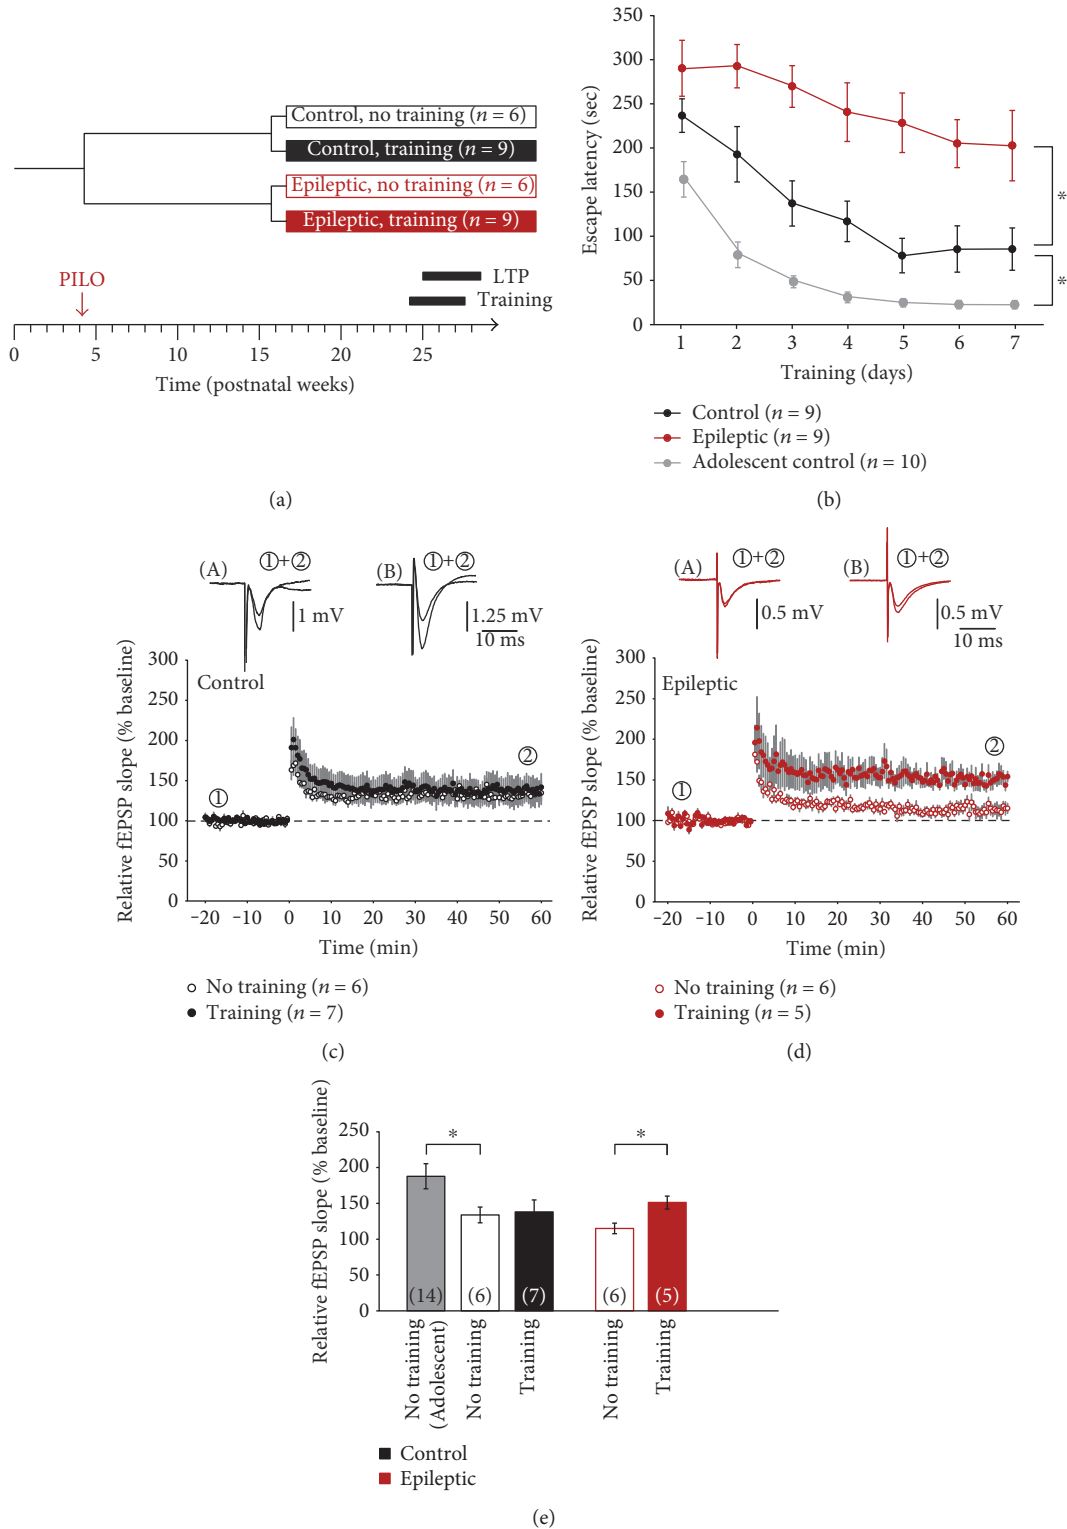 Control, no training (n = 6)
Control, training (n = 9)
Epileptic, no training (n = 6)
Epileptic, training (n = 9)
PILO
LTP
Training
0 5 10 15 20 25
Time (postnatal weeks)
(a)
350
300
250
200
150
100
50
0
Escape latency (sec)
*
*
1 2 3 4 5 6 7
Training (days)
Control (n = 9)
Epileptic (n = 9)
Adolescent control (n = 10)
(b)
(A) ①+② 1 mV
(B) ①+② 1.25 mV
10 ms
Control
300
250
200
150
100
50
0
Relative fEPSP slope (% baseline)
① ②
−20 −10 0 10 20 30 40 50 60
Time (min)
No training (n = 6)
Training (n = 7)
(c)
(A) ①+② 0.5 mV
(B) ①+② 0.5 mV
10 ms
Epileptic
300
250
200
150
100
50
0
Relative fEPSP slope (% baseline)
① ②
−20 −10 0 10 20 30 40 50 60
Time (min)
No training (n = 6)
Training (n = 5)
(d)
250
200
150
100
50
0
Relative fEPSP slope (% baseline)
* *
(14) (6) (7) (6) (5)
No training
(Adolescent)
No training
Training
No training
Training
Control
Epileptic
(e)